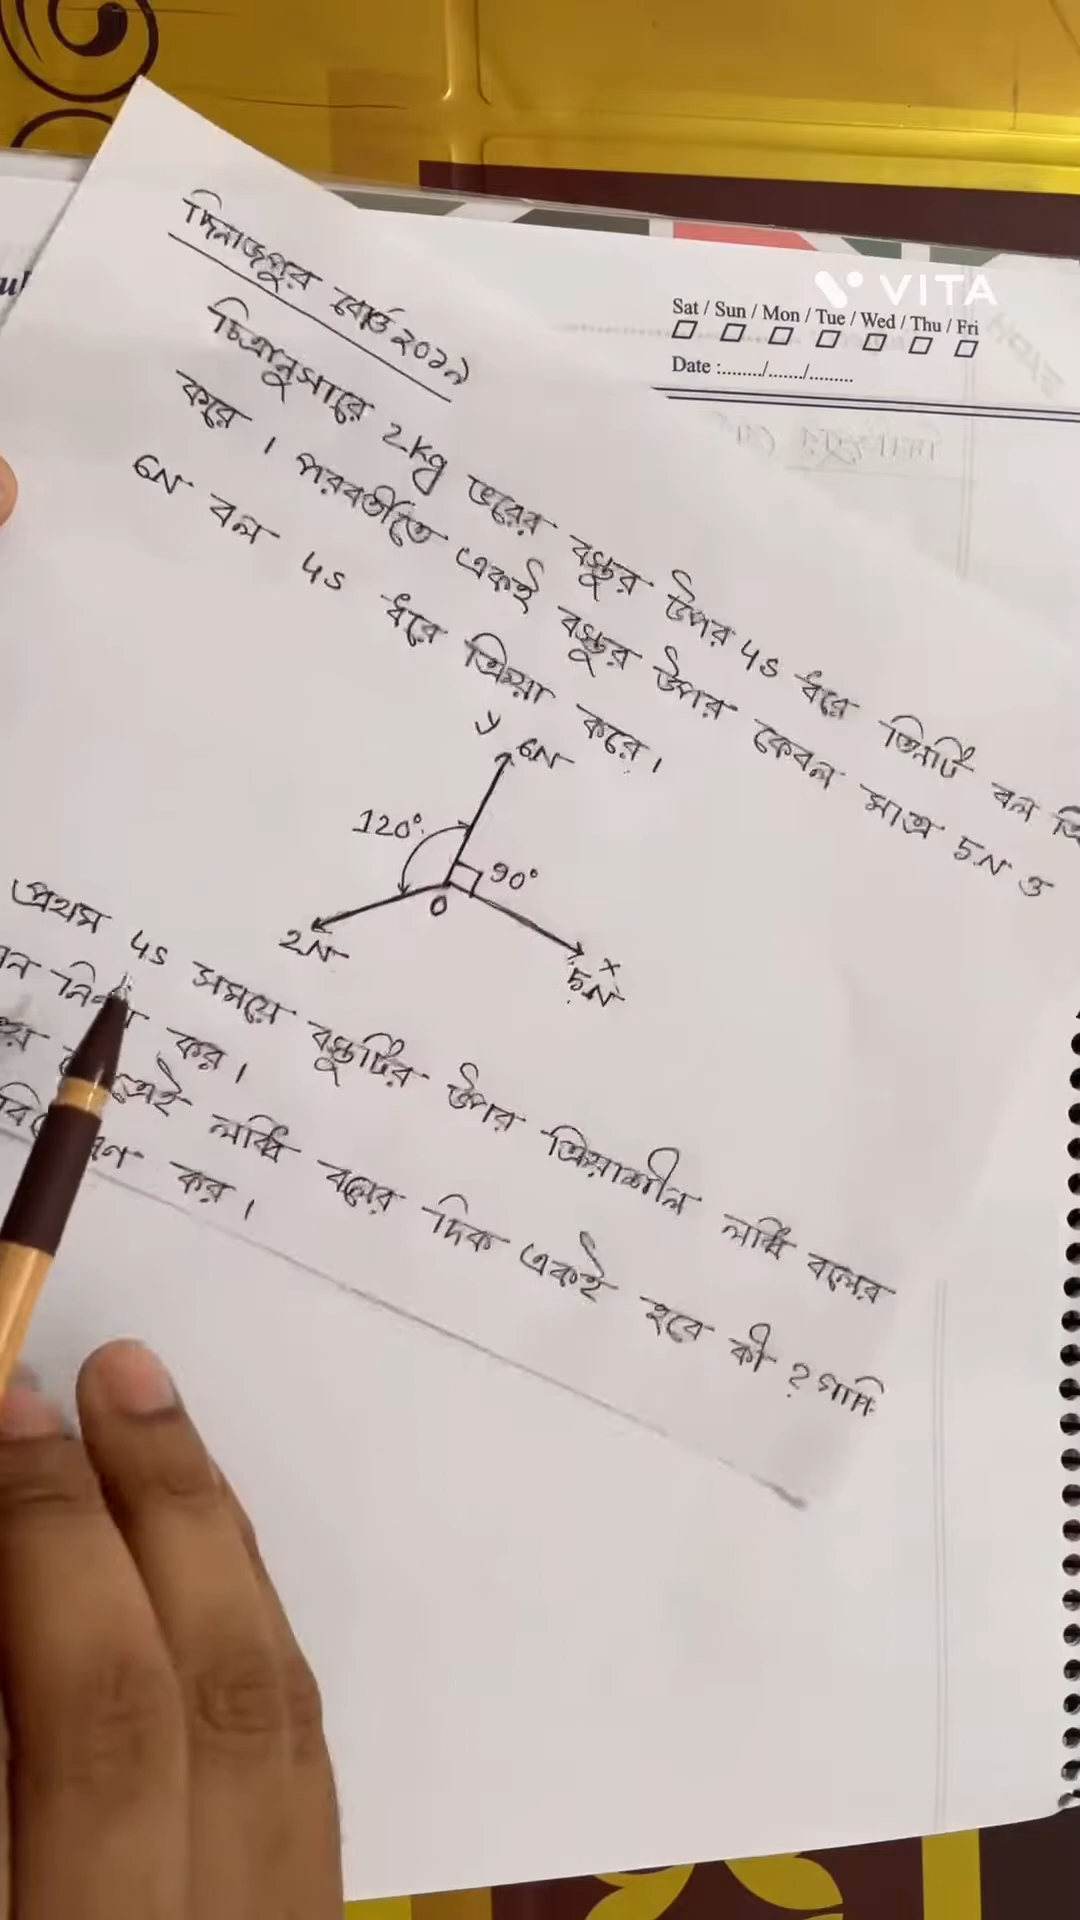 দিনাজপুর বোর্ড ২০১৯
চিত্রানুসারে 2kg ভরের বস্তুর উপর 4s ধরে তিনটি বল
করে । পরবর্তীতে একই বস্তুর উপর কেবল মাত্র 5N ও
6N বল 4s ধরে ক্রিয়া করে।
y 6N
120°
90°
O
2N
x
5N
প্রথম 4s সময়ে বস্তুটির উপর ক্রিয়াশীল লব্ধি বলের
কর ।
লব্ধি বলের দিক একই হবে কী ?
কর ।
Sat / Sun / Mon / Tue / Wed / Thu / Fri
Date :......../......./.........
VITA